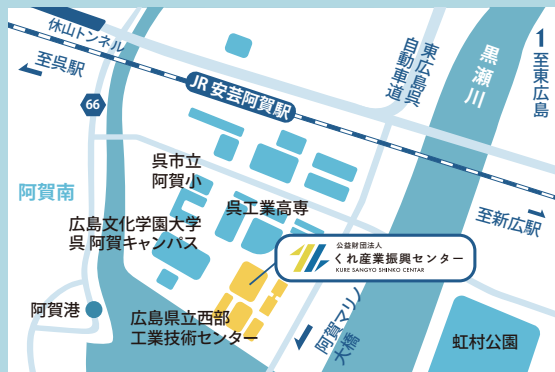 休山トンネル
至呉駅
66
JR 安芸阿賀駅
東広島呉
自動車道
黒瀬川
至東広島
呉市立
阿賀小
阿賀南
呉工業高専
広島文化学園大学
呉 阿賀キャンパス
至新広駅
公益財団法人
くれ産業振興センター
KURE SANGYO SHINKO CENTAR
阿賀港
広島県立西部
工業技術センター
阿賀マリノ
大橋
虹村公園